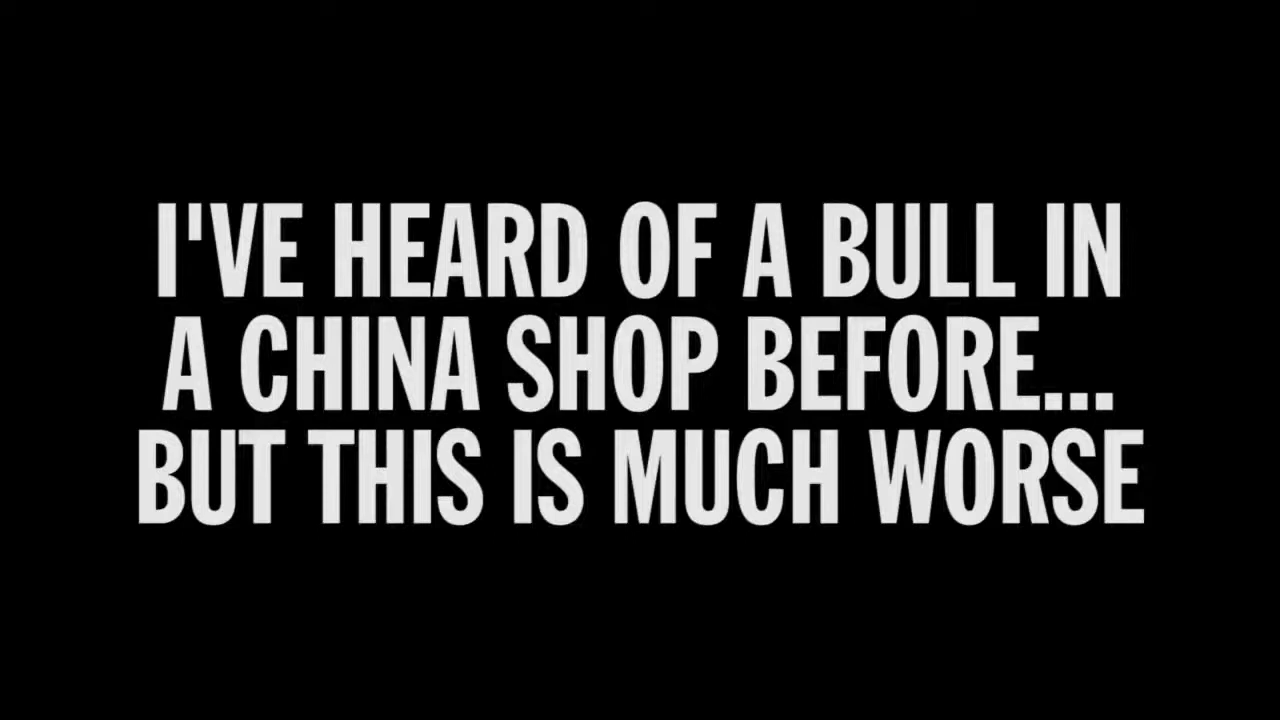 I'VE HEARD OF A BULL IN
A CHINA SHOP BEFORE...
BUT THIS IS MUCH WORSE